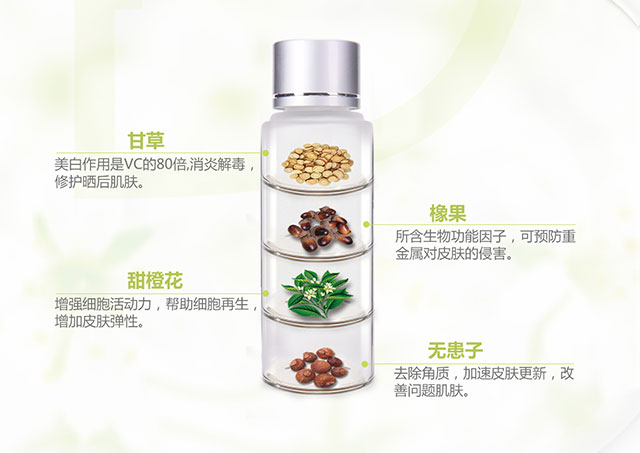 甘草
美白作用是VC的80倍,消炎解毒，
修护晒后肌肤。
橡果
所含生物功能因子，可预防重
金属对皮肤的侵害。
甜橙花
增强细胞活动力，帮助细胞再生，
增加皮肤弹性。
无患子
去除角质，加速皮肤更新，改
善问题肌肤。